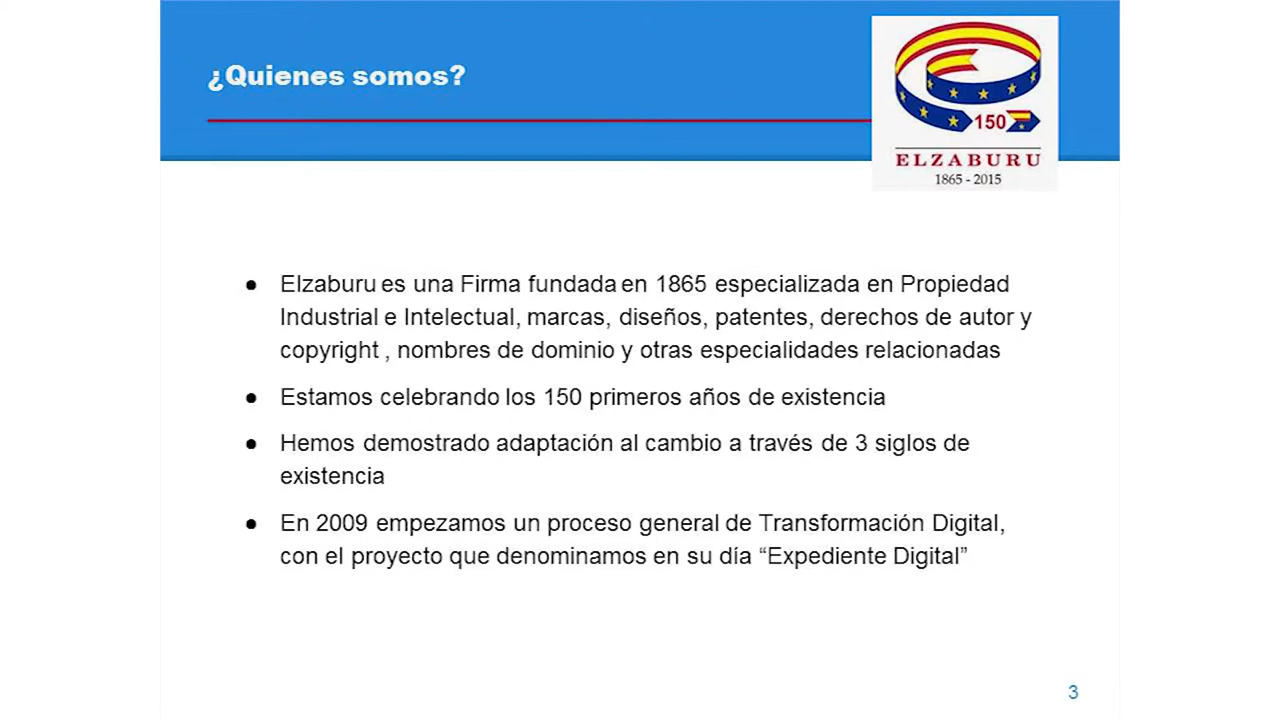 ¿Quienes somos?
150
ELZABURU
1865 - 2015
● Elzaburu es una Firma fundada en 1865 especializada en Propiedad
Industrial e Intelectual, marcas, diseños, patentes, derechos de autor y
copyright , nombres de dominio y otras especialidades relacionadas
● Estamos celebrando los 150 primeros años de existencia
● Hemos demostrado adaptación al cambio a través de 3 siglos de
existencia
● En 2009 empezamos un proceso general de Transformación Digital,
con el proyecto que denominamos en su día “Expediente Digital”
3